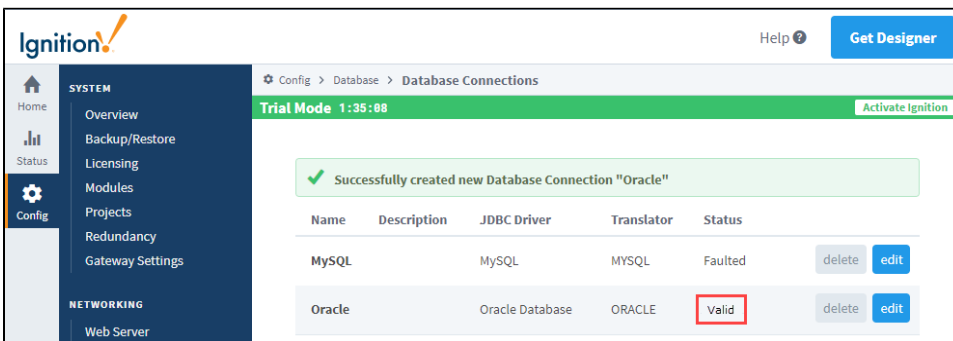 Ignition!
Help ?
Get Designer
Home
Status
Config
SYSTEM
Overview
Backup/Restore
Licensing
Modules
Projects
Redundancy
Gateway Settings
NETWORKING
Web Server
Config > Database > Database Connections
Trial Mode 1:35:08 Activate Ignition
Successfully created new Database Connection "Oracle"
Name Description JDBC Driver Translator Status
MySQL MySQL MYSQL Faulted delete edit
Oracle Oracle Database ORACLE Valid delete edit